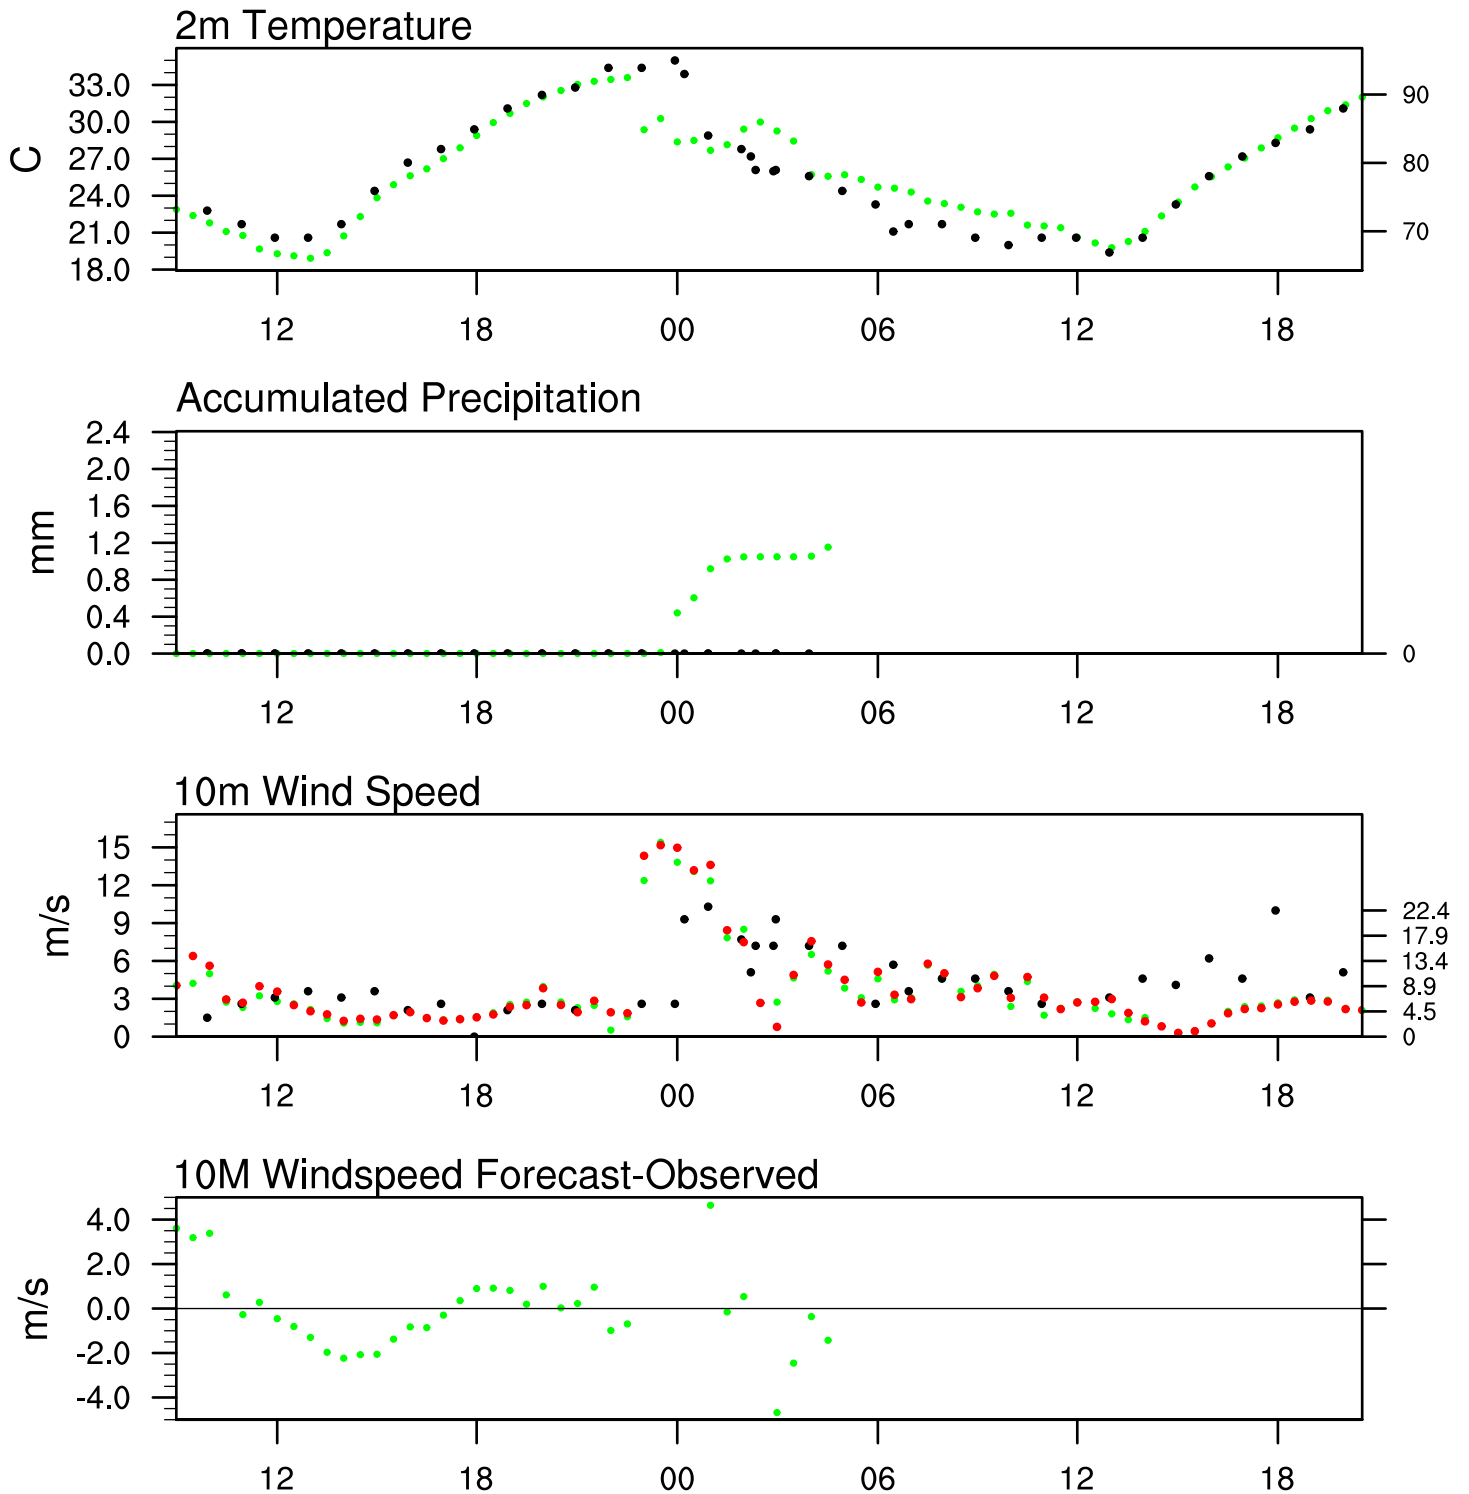 2m Temperature
33.0
30.0
27.0
24.0
21.0
18.0
C
90
80
70
12 18 00 06 12 18
Accumulated Precipitation
2.4
2.0
1.6
1.2
0.8
0.4
0.0
mm
0
12 18 00 06 12 18
10m Wind Speed
15
12
9
6
3
0
m/s
22.4
17.9
13.4
8.9
4.5
0
12 18 00 06 12 18
10M Windspeed Forecast-Observed
4.0
2.0
0.0
-2.0
-4.0
m/s
12 18 00 06 12 18